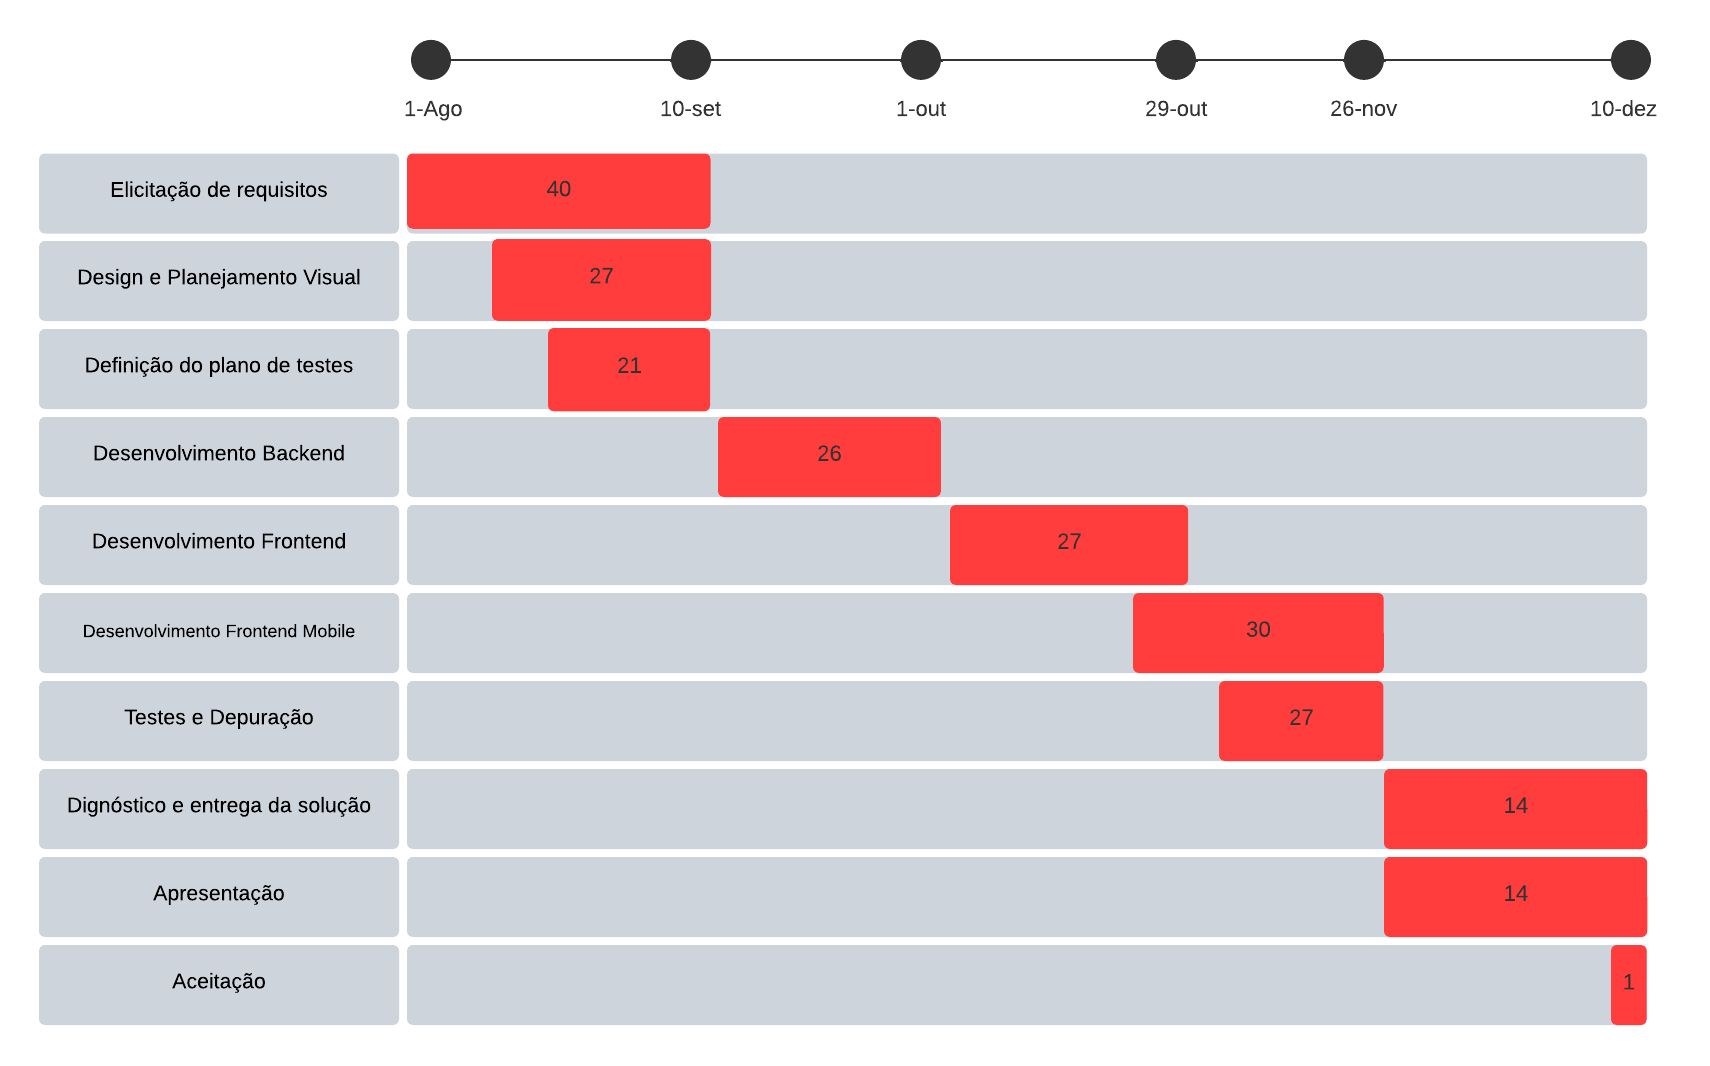 1-Ago
10-set
1-out
29-out
26-nov
10-dez
Elicitação de requisitos
40
Design e Planejamento Visual
27
Definição do plano de testes
21
Desenvolvimento Backend
26
Desenvolvimento Frontend
27
Desenvolvimento Frontend Mobile
30
Testes e Depuração
27
Dignóstico e entrega da solução
14
Apresentação
14
Aceitação
1